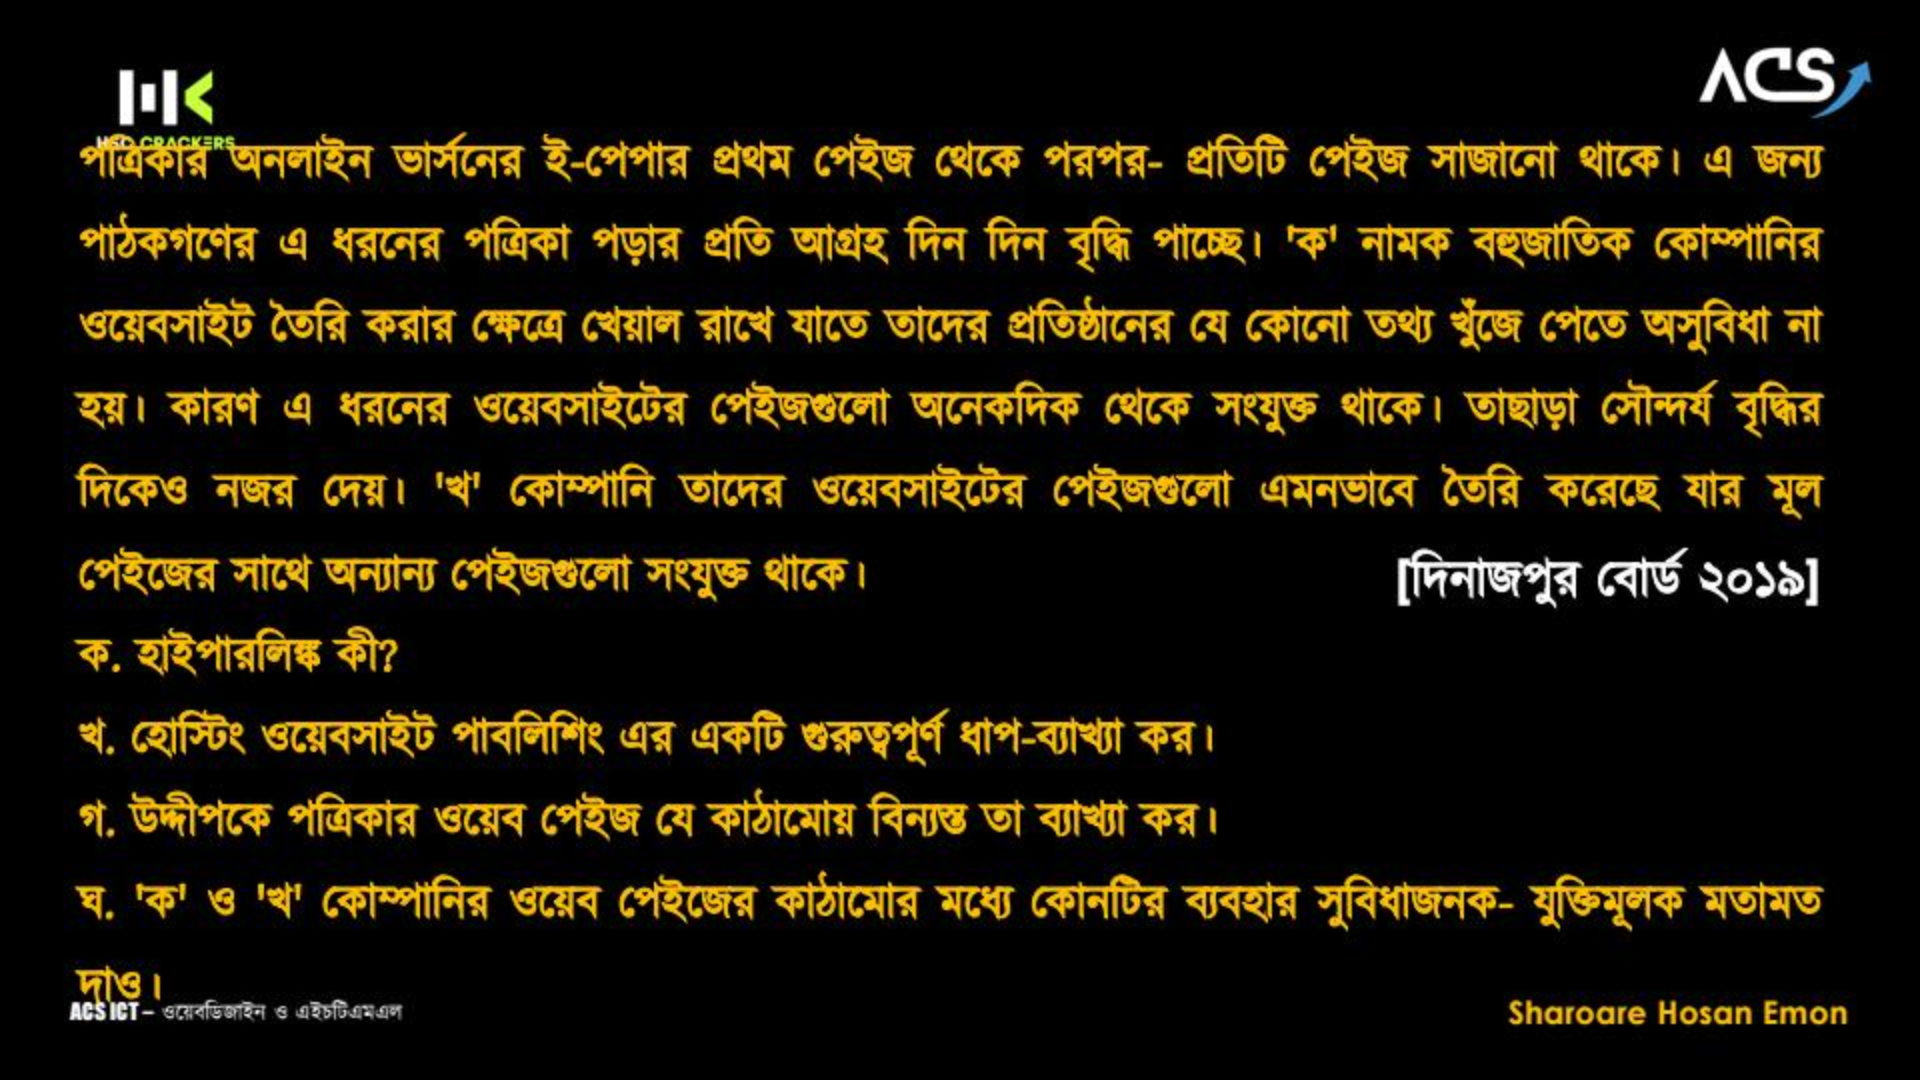 ACS
HSC CRACKERS
পত্রিকার অনলাইন ভার্সনের ই-পেপার প্রথম পেইজ থেকে পরপর- প্রতিটি পেইজ সাজানো থাকে। এ জন্য
পাঠকগণের এ ধরনের পত্রিকা পড়ার প্রতি আগ্রহ দিন দিন বৃদ্ধি পাচ্ছে। 'ক' নামক বহুজাতিক কোম্পানির
ওয়েবসাইট তৈরি করার ক্ষেত্রে খেয়াল রাখে যাতে তাদের প্রতিষ্ঠানের যে কোনো তথ্য খুঁজে পেতে অসুবিধা না
হয়। কারণ এ ধরনের ওয়েবসাইটের পেইজগুলো অনেকদিক থেকে সংযুক্ত থাকে। তাছাড়া সৌন্দর্য বৃদ্ধির
দিকেও নজর দেয়। 'খ' কোম্পানি তাদের ওয়েবসাইটের পেইজগুলো এমনভাবে তৈরি করেছে যার মূল
পেইজের সাথে অন্যান্য পেইজগুলো সংযুক্ত থাকে। [দিনাজপুর বোর্ড ২০১৯]
ক. হাইপারলিঙ্ক কী?
খ. হোস্টিং ওয়েবসাইট পাবলিশিং এর একটি গুরুত্বপূর্ণ ধাপ-ব্যাখ্যা কর।
গ. উদ্দীপকে পত্রিকার ওয়েব পেইজ যে কাঠামোয় বিন্যস্ত তা ব্যাখ্যা কর।
ঘ. 'ক' ও 'খ' কোম্পানির ওয়েব পেইজের কাঠামোর মধ্যে কোনটির ব্যবহার সুবিধাজনক- যুক্তিমূলক মতামত
দাও।
ACS ICT – ওয়েবডিজাইন ও এইচটিএমএল
Sharoare Hosan Emon